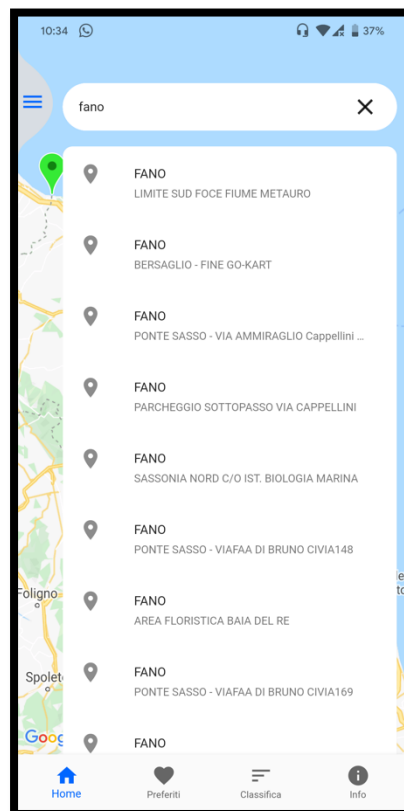 10:34 37%
fano
FANO
LIMITE SUD FOCE FIUME METAURO
FANO
BERSAGLIO - FINE GO-KART
FANO
PONTE SASSO - VIA AMMIRAGLIO Cappellini ...
FANO
PARCHEGGIO SOTTOPASSO VIA CAPPELLINI
FANO
SASSONIA NORD C/O IST. BIOLOGIA MARINA
FANO
PONTE SASSO - VIAFAA DI BRUNO CIVIA148
Foligno
FANO
AREA FLORISTICA BAIA DEL RE
FANO
Spolet
PONTE SASSO - VIAFAA DI BRUNO CIVIA169
Goog
FANO
Home Preferiti Classifica Info